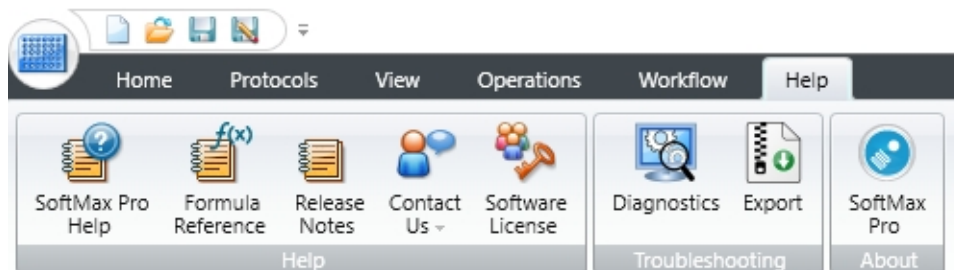 Home Protocols View Operations Workflow Help
f(x)
SoftMax Pro Formula Release Contact Software Diagnostics Export SoftMax
Help Reference Notes Us License Pro
Help Troubleshooting About